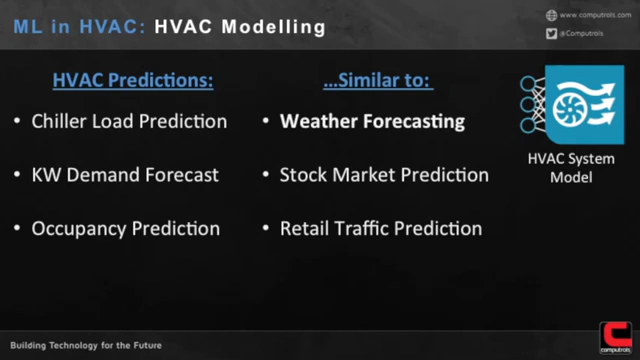 ML in HVAC: HVAC Modelling
www.computrols.com
@Computrols
HVAC Predictions:
• Chiller Load Prediction
• KW Demand Forecast
• Occupancy Prediction
...Similar to:
• Weather Forecasting
• Stock Market Prediction
• Retail Traffic Prediction
HVAC System
Model
Building Technology for the Future
computrols